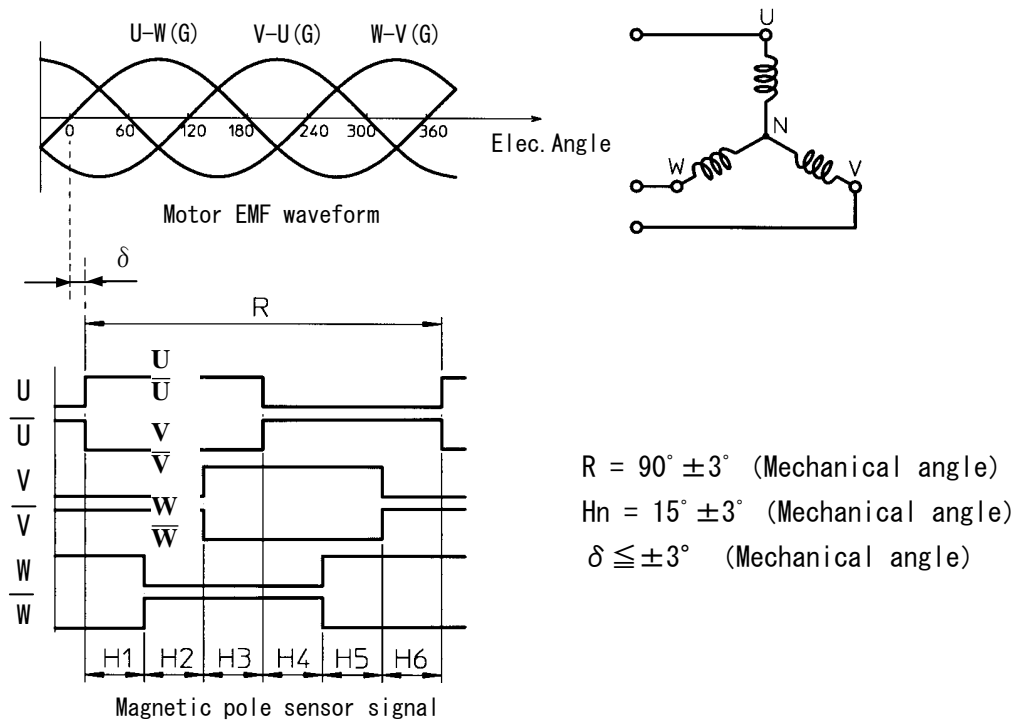 U-W(G) V-U(G) W-V(G)
0 60 120 180 240 300 360
Elec.Angle
Motor EMF waveform
U
N
W
V
δ
R
U
U̅
U
U̅
V
V̅
V
V̅
W
W̅
W
W̅
H1 H2 H3 H4 H5 H6
Magnetic pole sensor signal
R = 90° ±3° (Mechanical angle)
Hn = 15° ±3° (Mechanical angle)
δ ≦ ±3° (Mechanical angle)